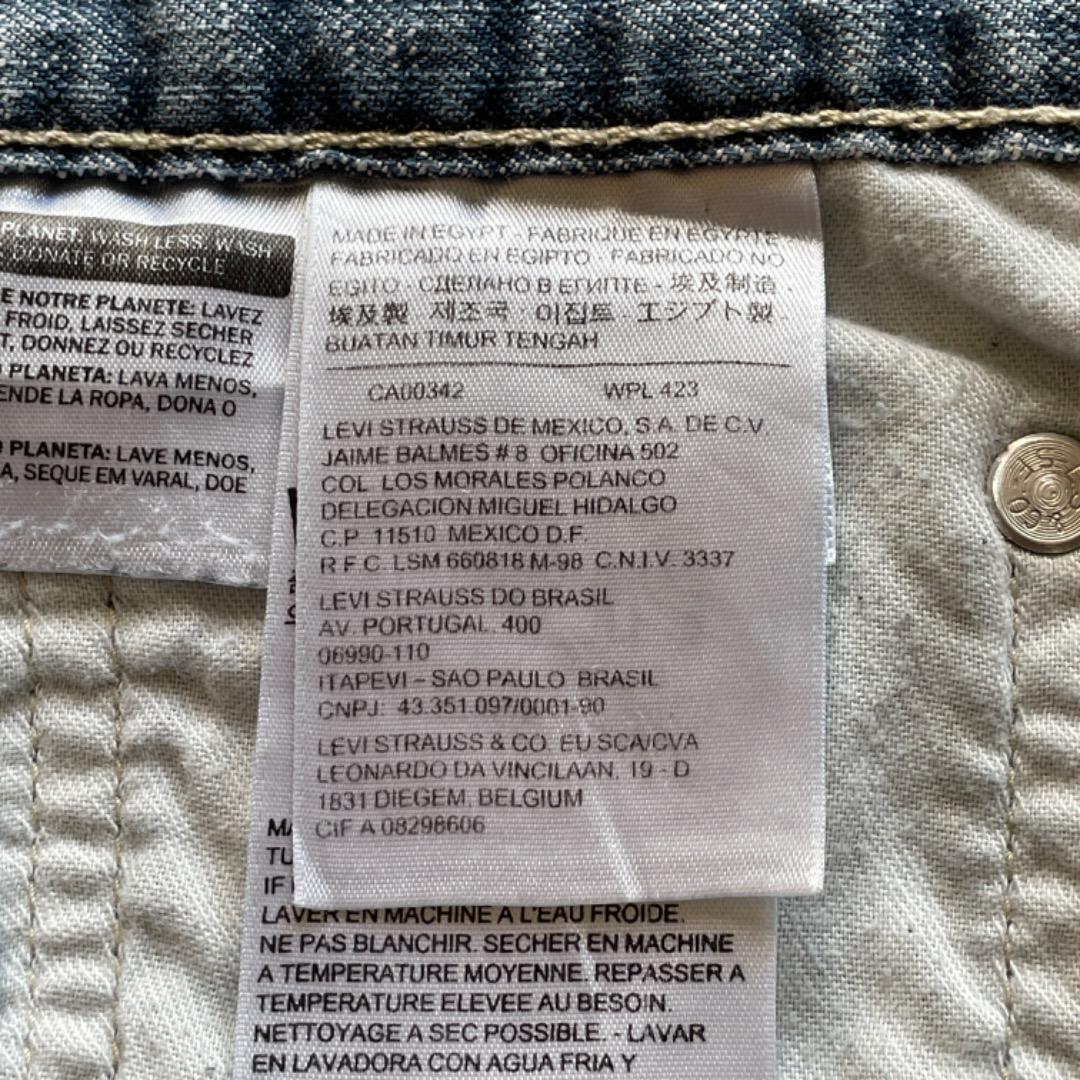 PLANET: WASH LESS, WASH
DONATE OR RECYCLE
E NOTRE PLANETE: LAVEZ
FROID, LAISSEZ SECHER
T, DONNEZ OU RECYCLEZ
PLANETA: LAVA MENOS,
ENDE LA ROPA, DONA O
PLANETA: LAVE MENOS,
A, SEQUE EM VARAL, DOE
MADE IN EGYPT - FABRIQUE EN EGYPTE
FABRICADO EN EGIPTO - FABRICADO NO
EGITO - СДЕЛАНО В ЕГИПТЕ - 埃及制造 -
埃及製 제조국 · 이집트 · エジプト製
BUATAN TIMUR TENGAH
CA00342 WPL 423
LEVI STRAUSS DE MEXICO, S.A. DE C.V.
JAIME BALMES # 8 OFICINA 502
COL. LOS MORALES POLANCO
DELEGACION MIGUEL HIDALGO
C.P. 11510 MEXICO D.F.
R.F.C. LSM 660818 M-98 C.N.I.V. 3337
LEVI STRAUSS DO BRASIL
AV. PORTUGAL, 400
06990-110
ITAPEVI – SAO PAULO BRASIL
CNPJ: 43.351.097/0001-90
LEVI STRAUSS & CO. EU SCA/CVA
LEONARDO DA VINCILAAN, 19 - D
1831 DIEGEM, BELGIUM
CIF A 08298606
MA
TU
IF
LAVER EN MACHINE A L'EAU FROIDE.
NE PAS BLANCHIR. SECHER EN MACHINE
A TEMPERATURE MOYENNE. REPASSER A
TEMPERATURE ELEVEE AU BESOIN.
NETTOYAGE A SEC POSSIBLE. - LAVAR
EN LAVADORA CON AGUA FRIA Y